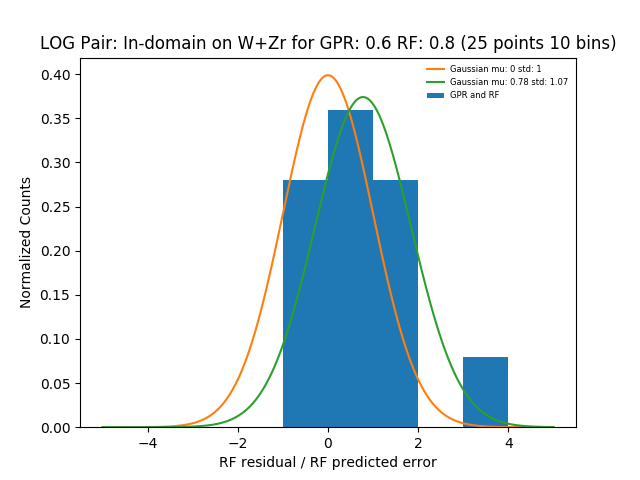 LOG Pair: In-domain on W+Zr for GPR: 0.6 RF: 0.8 (25 points 10 bins)
Gaussian mu: 0 std: 1
Gaussian mu: 0.78 std: 1.07
GPR and RF
Normalized Counts
0.40
0.35
0.30
0.25
0.20
0.15
0.10
0.05
0.00
−4 −2 0 2 4
RF residual / RF predicted error